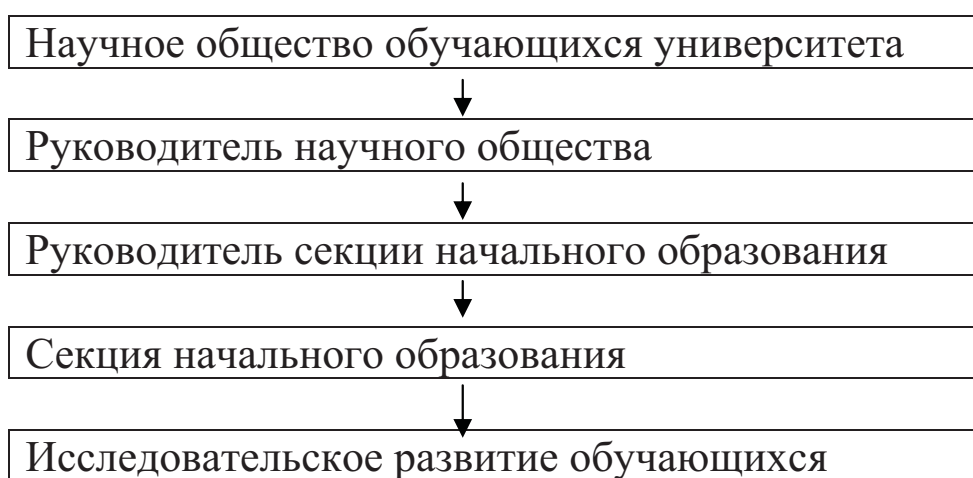 Научное общество обучающихся университета
Руководитель научного общества
Руководитель секции начального образования
Секция начального образования
Исследовательское развитие обучающихся